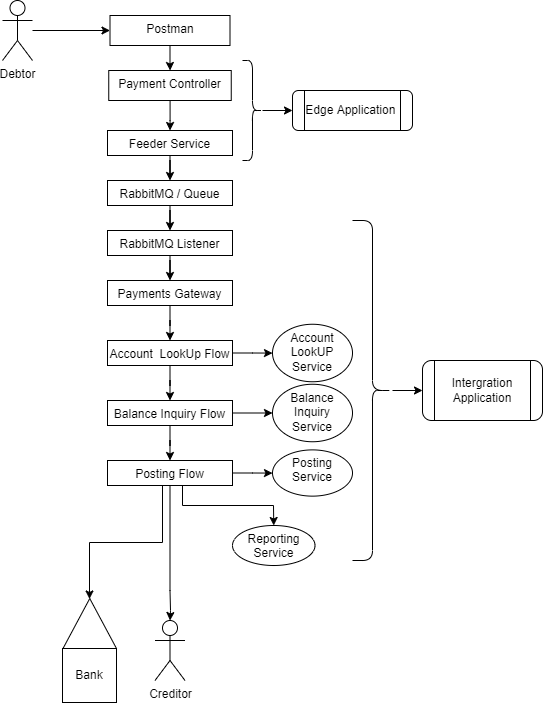 Debtor
Postman
Payment Controller
Edge Application
Feeder Service
RabbitMQ / Queue
RabbitMQ Listener
Payments Gateway
Account LookUp Flow
Account
LookUP
Service
Intergration
Application
Balance Inquiry Flow
Balance
Inquiry
Service
Posting Flow
Posting
Service
Reporting
Service
Bank
Creditor